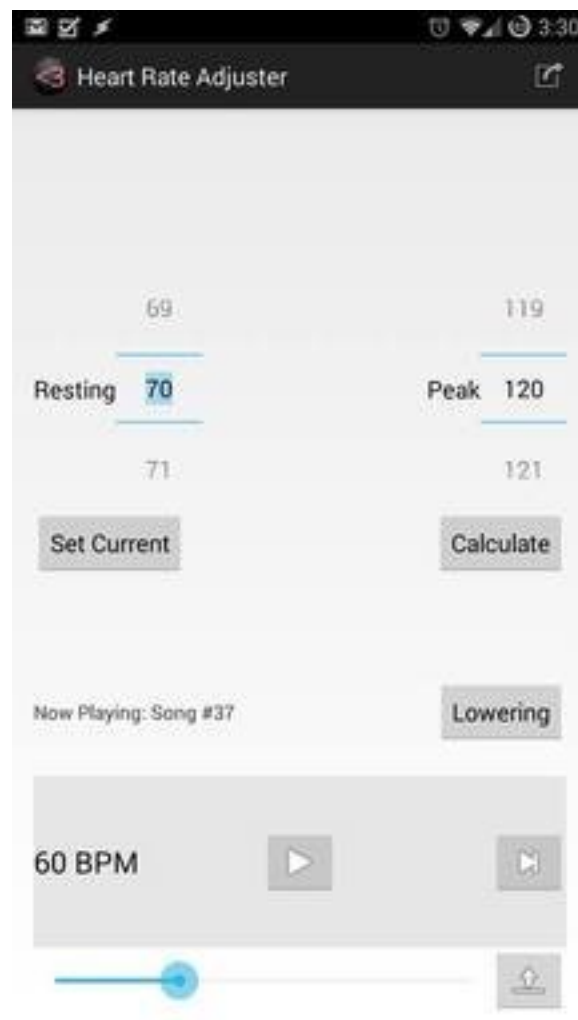 3:30
<3 Heart Rate Adjuster
69 119
Resting 70 Peak 120
71 121
Set Current Calculate
Now Playing: Song #37 Lowering
60 BPM